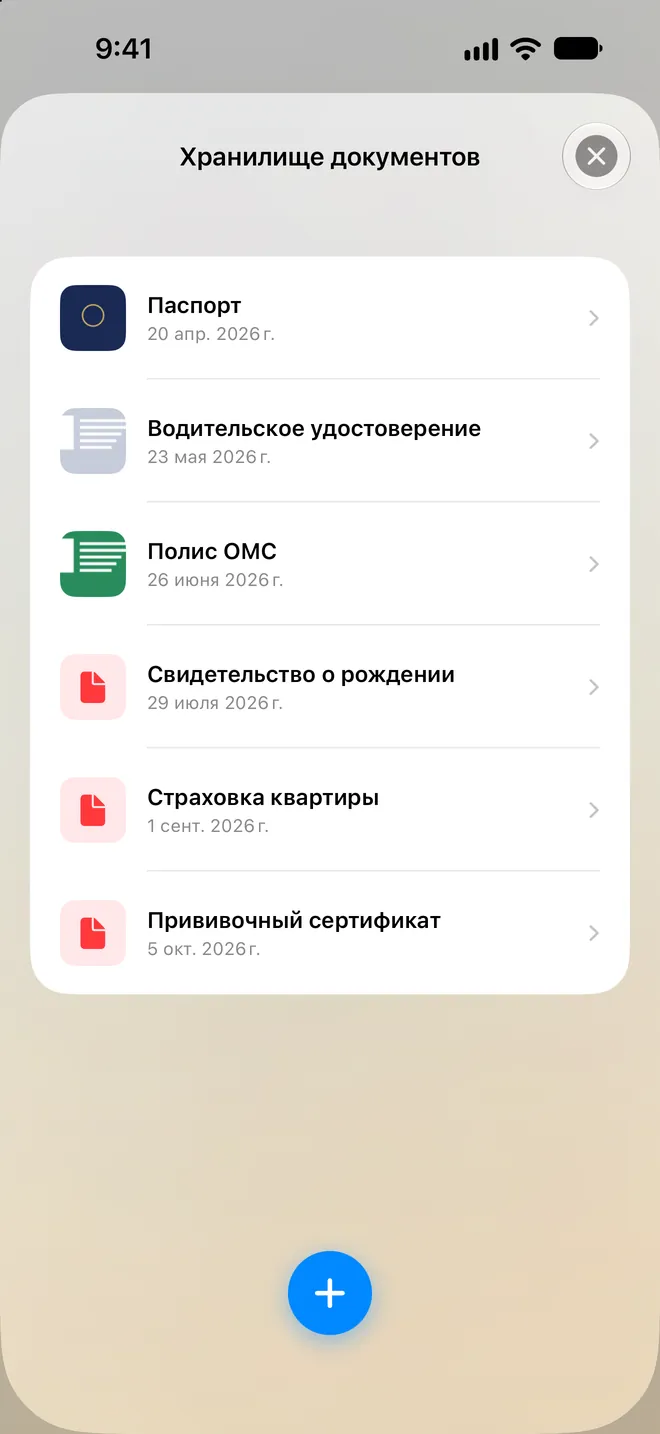 9:41
Хранилище документов
Паспорт
20 апр. 2026 г.
Водительское удостоверение
23 мая 2026 г.
Полис ОМС
26 июня 2026 г.
Свидетельство о рождении
29 июля 2026 г.
Страховка квартиры
1 сент. 2026 г.
Прививочный сертификат
5 окт. 2026 г.